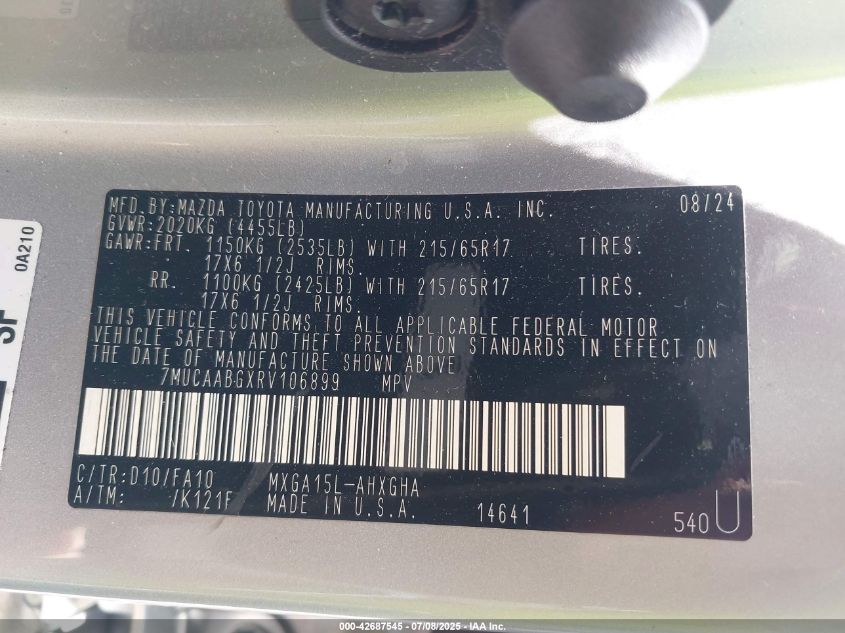 MFD.BY:MAZDA TOYOTA MANUFACTURING U.S.A. INC. 08/24
GVWR:2020KG (4455LB)
GAWR:FRT. 1150KG (2535LB) WITH 215/65R17 TIRES.
17X6 1/2J RIMS.
RR. 1100KG (2425LB) WITH 215/65R17 TIRES.
17X6 1/2J RIMS.
THIS VEHICLE CONFORMS TO ALL APPLICABLE FEDERAL MOTOR
VEHICLE SAFETY AND THEFT PREVENTION STANDARDS IN EFFECT ON
THE DATE OF MANUFACTURE SHOWN ABOVE.
7MUCAABGXRV106899 MPV
C/TR:D10/FA10 MXGA15L-AHXGHA
A/TM: /K121F MADE IN U.S.A. 14641 540 U
0A210
SF
000-42687545 - 07/08/2025 - IAA Inc.